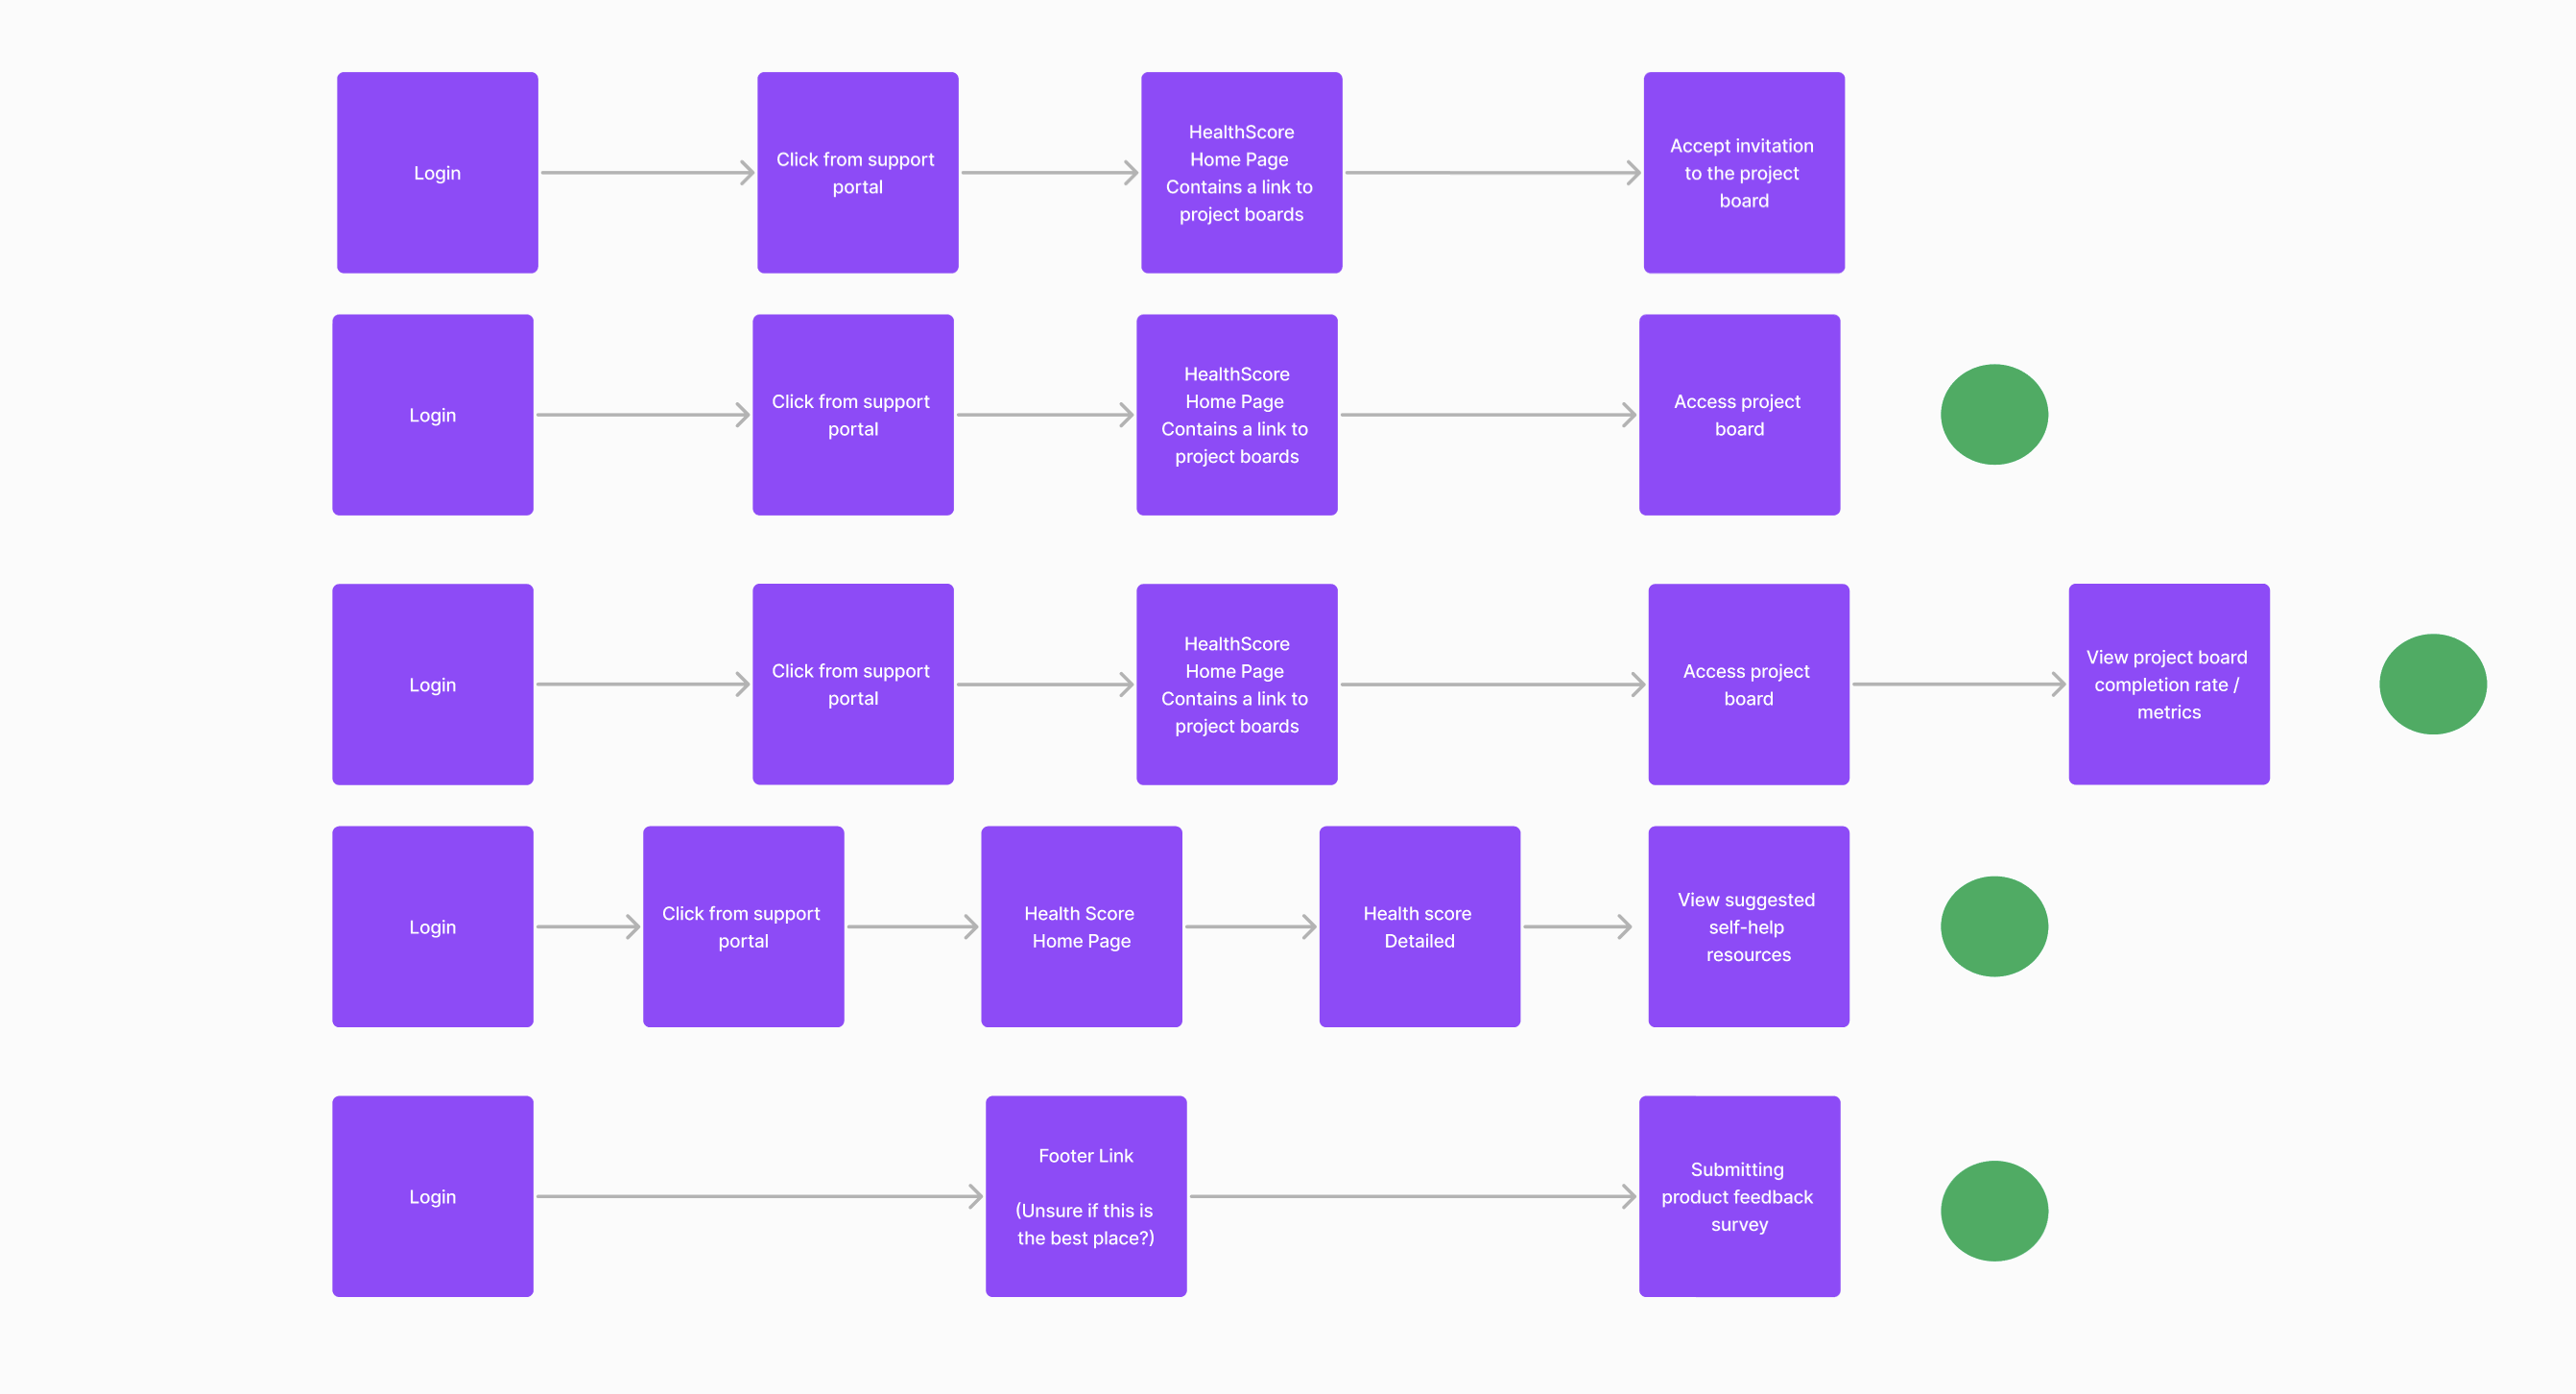 Login
Click from support
portal
HealthScore
Home Page
Contains a link to
project boards
Accept invitation
to the project
board
Login
Click from support
portal
HealthScore
Home Page
Contains a link to
project boards
Access project
board
Login
Click from support
portal
HealthScore
Home Page
Contains a link to
project boards
Access project
board
View project board
completion rate /
metrics
Login
Click from support
portal
Health Score
Home Page
Health score
Detailed
View suggested
self-help
resources
Login
Footer Link
(Unsure if this is
the best place?)
Submitting
product feedback
survey